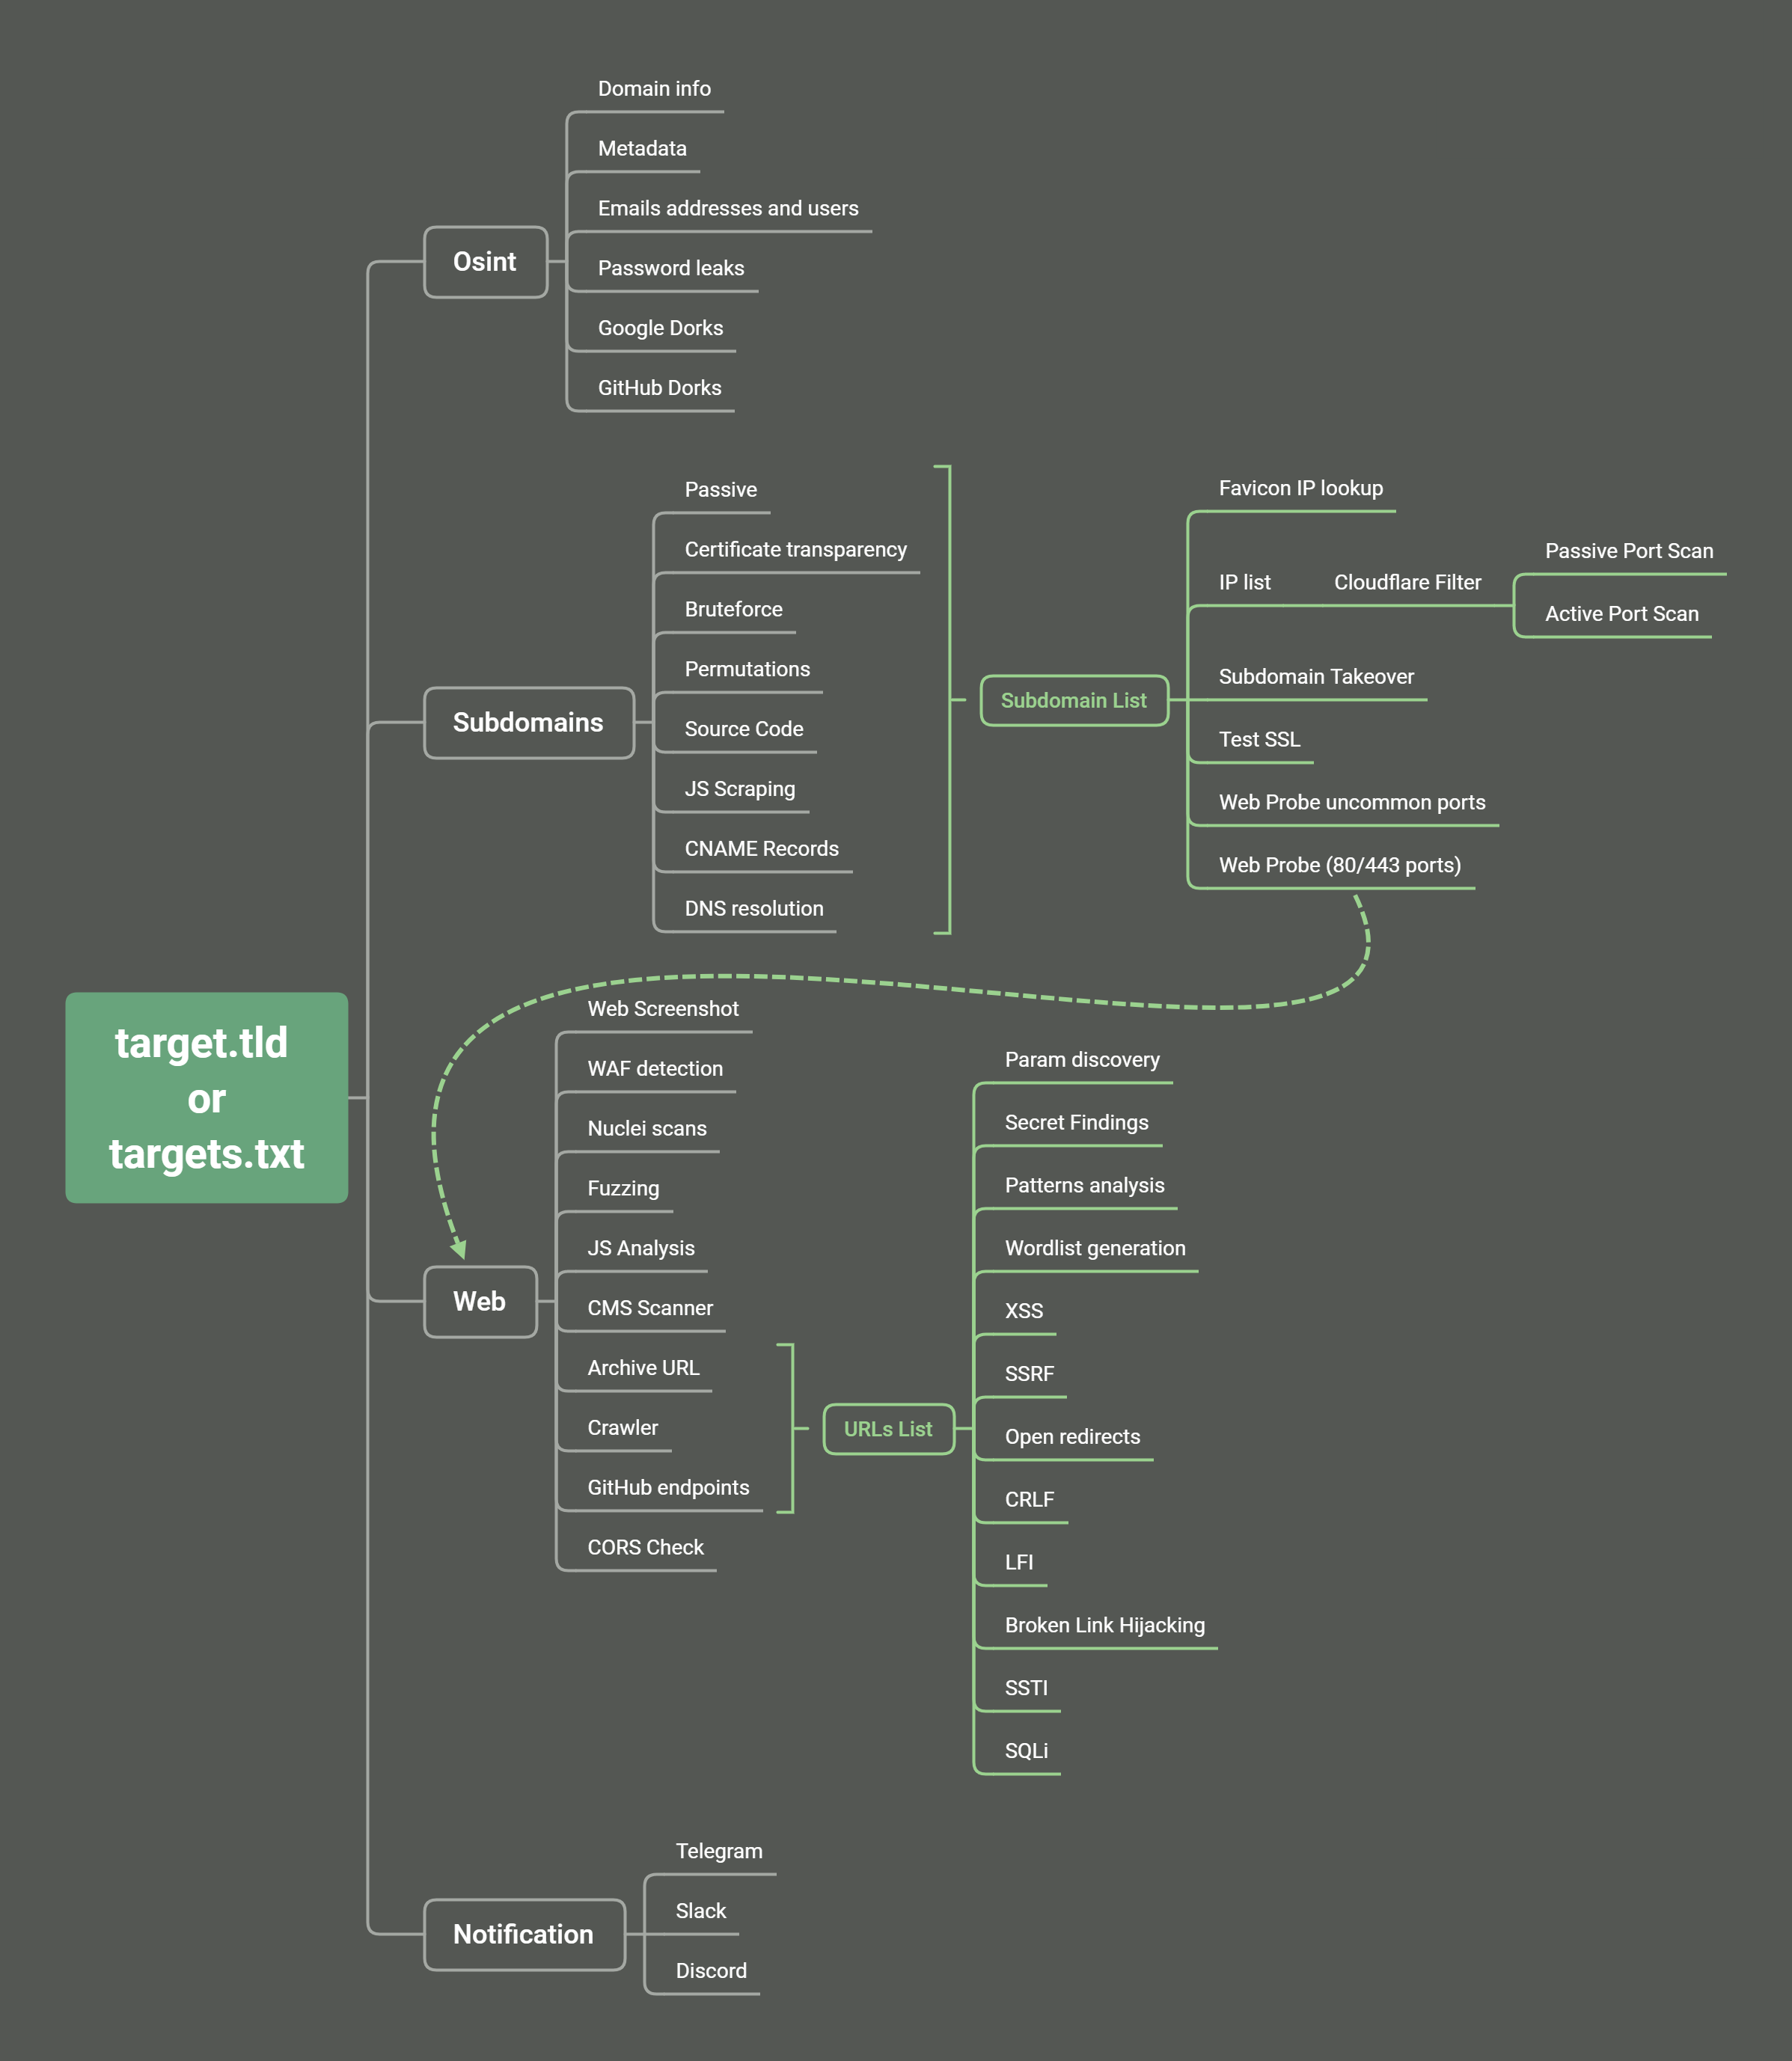 Domain info
Metadata
Emails addresses and users
Osint
Password leaks
Google Dorks
GitHub Dorks
Passive
Certificate transparency
Bruteforce
Permutations
Subdomains
Source Code
JS Scraping
CNAME Records
DNS resolution
Subdomain List
Favicon IP lookup
IP list
Cloudflare Filter
Passive Port Scan
Active Port Scan
Subdomain Takeover
Test SSL
Web Probe uncommon ports
Web Probe (80/443 ports)
target.tld
or
targets.txt
Web Screenshot
WAF detection
Nuclei scans
Fuzzing
JS Analysis
Web
CMS Scanner
Archive URL
Crawler
GitHub endpoints
CORS Check
URLs List
Param discovery
Secret Findings
Patterns analysis
Wordlist generation
XSS
SSRF
Open redirects
CRLF
LFI
Broken Link Hijacking
SSTI
SQLi
Telegram
Slack
Notification
Discord